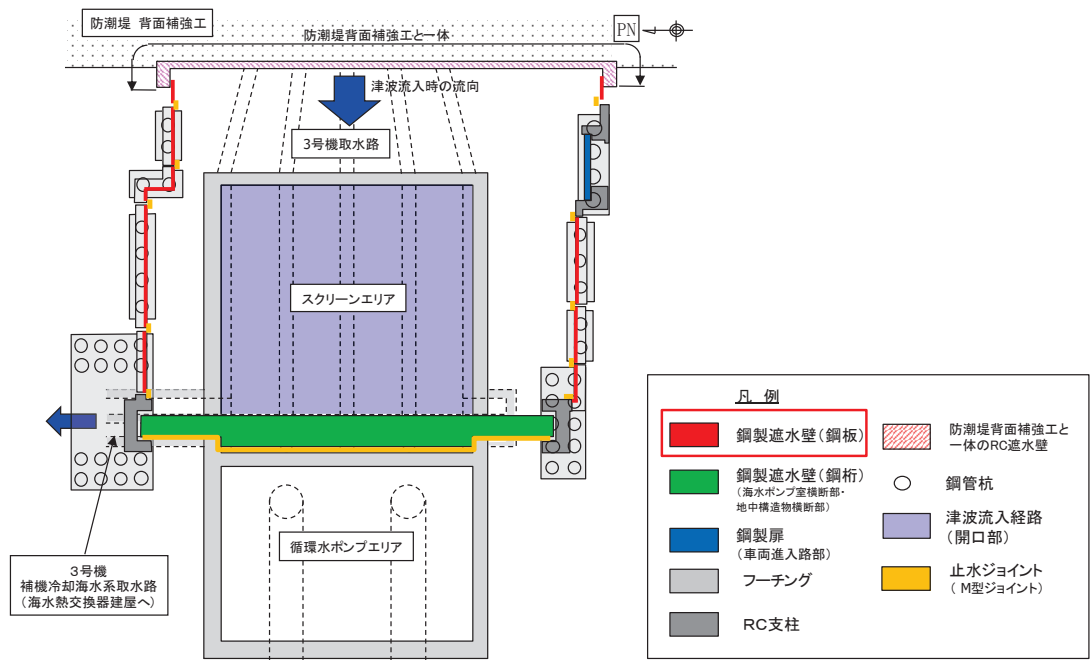 防潮堤 背面補強工
防潮堤背面補強工と一体
PN
津波流入時の流向
3号機取水路
スクリーンエリア
循環水ポンプエリア
3号機
補機冷却海水系取水路
(海水熱交換器建屋へ)
凡 例
鋼製遮水壁(鋼板)
鋼製遮水壁(鋼桁)
(海水ポンプ室横断部・
地中構造物横断部)
鋼製扉
(車両進入路部)
フーチング
RC支柱
防潮堤背面補強工と
一体のRC遮水壁
鋼管杭
津波流入経路
(開口部)
止水ジョイント
(M型ジョイント)